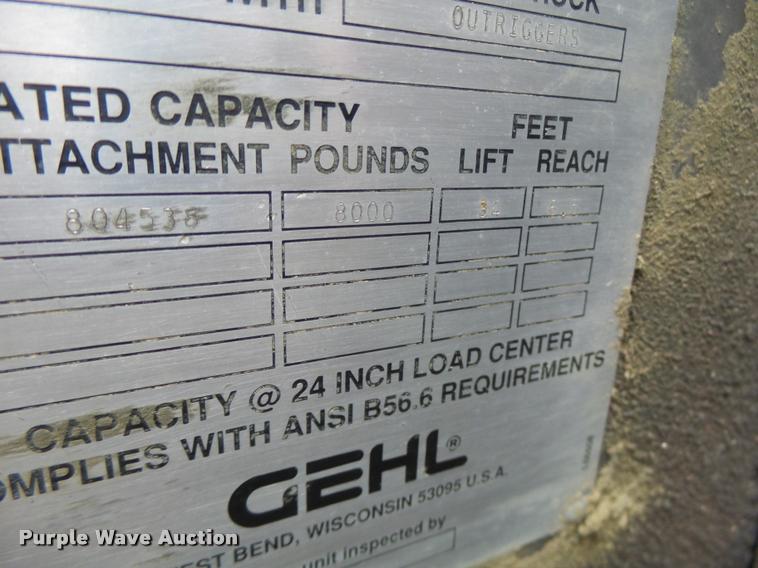 WITH
OUTRIGGERS
ATED CAPACITY
FEET
TTACHMENT POUNDS LIFT REACH
804538 8000
CAPACITY @ 24 INCH LOAD CENTER
OMPLIES WITH ANSI B56.6 REQUIREMENTS
GEHL®
EST BEND, WISCONSIN 53095 U.S.A.
unit inspected by
Purple Wave Auction